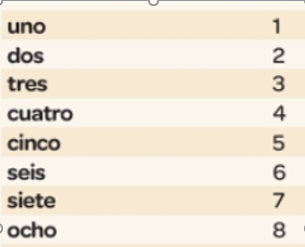 uno 1
dos 2
tres 3
cuatro 4
cinco 5
seis 6
siete 7
ocho 8